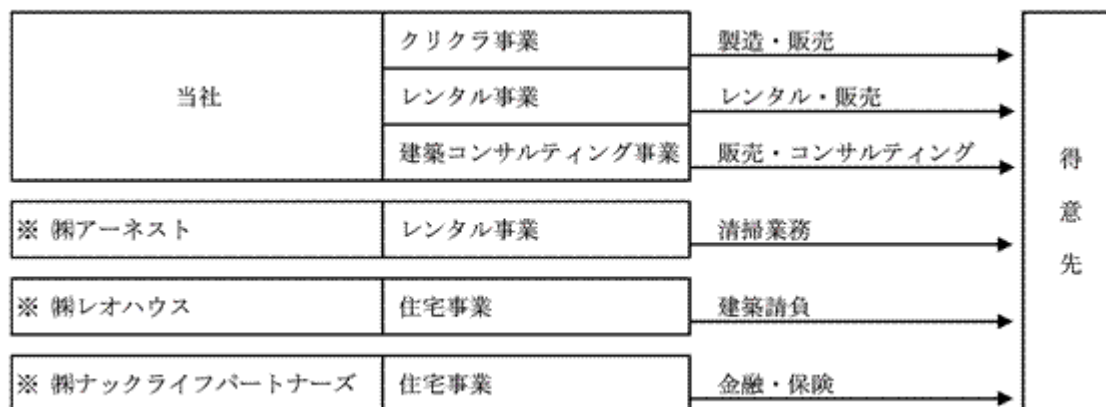 当社
クリクラ事業 製造・販売
レンタル事業 レンタル・販売
建築コンサルティング事業 販売・コンサルティング
※ ㈱アーネスト レンタル事業 清掃業務
※ ㈱レオハウス 住宅事業 建築請負
※ ㈱ナックライフパートナーズ 住宅事業 金融・保険
得意先